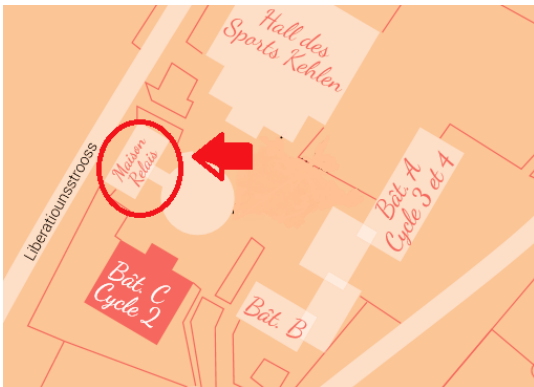 Hall des
Sports Kehlen
Maison
Relais
Liberatiounsstrooss
Bât. A
Cycle 3 et 4
Bât. C
Cycle 2
Bât. B